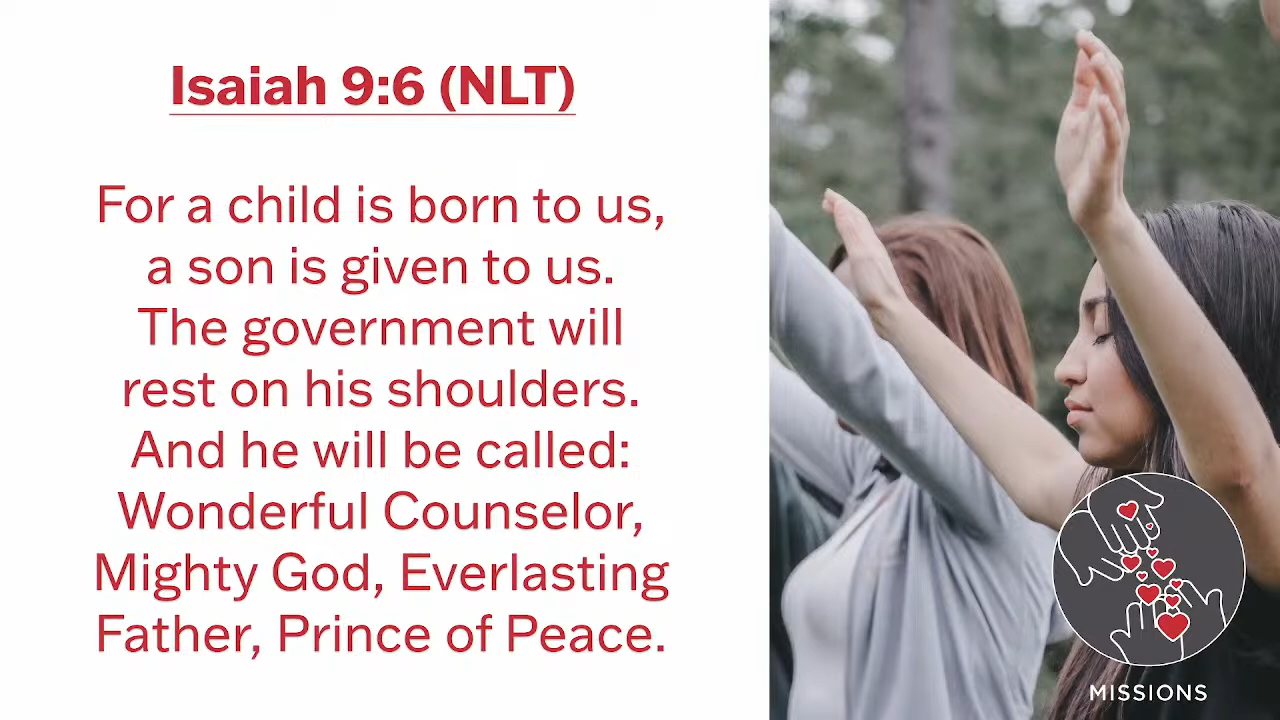 Isaiah 9:6 (NLT)
For a child is born to us,
a son is given to us.
The government will
rest on his shoulders.
And he will be called:
Wonderful Counselor,
Mighty God, Everlasting
Father, Prince of Peace.
MISSIONS